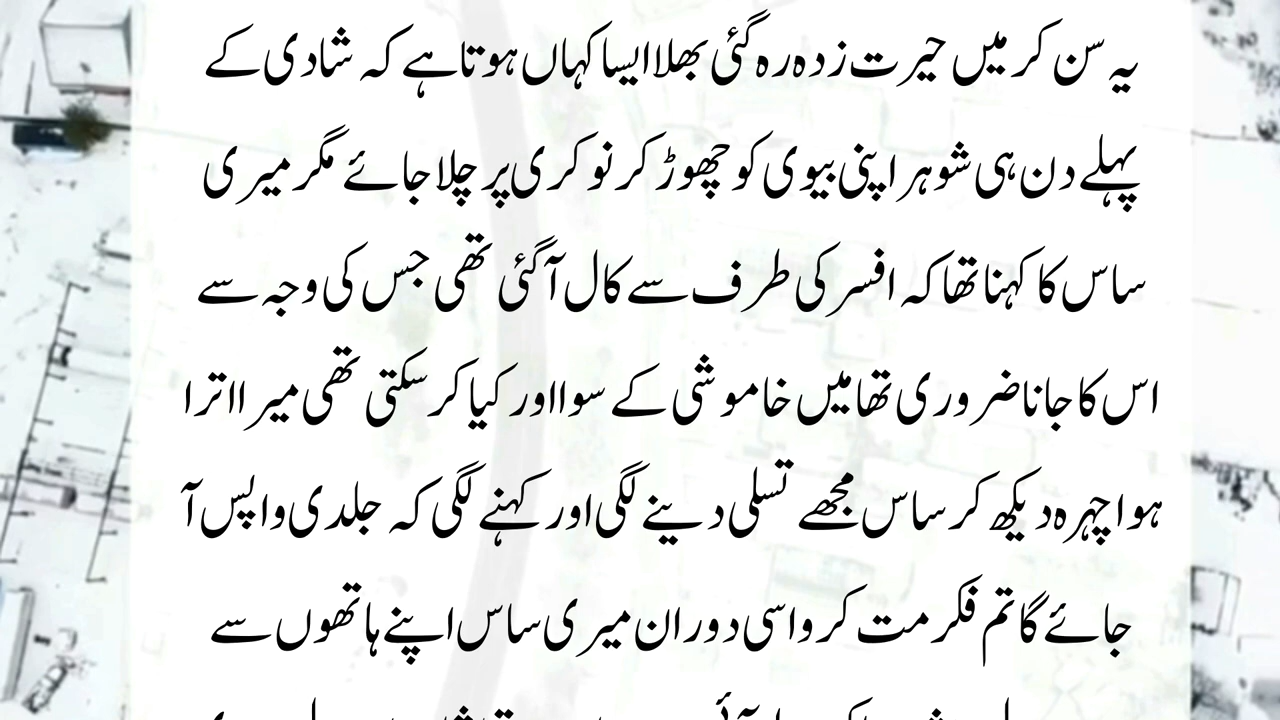 یہ سن کر میں حیرت زدہ رہ گئی بھلا ایسا کہاں ہوتا ہے کہ شادی کے
پہلے دن ہی شوہر اپنی بیوی کو چھوڑ کر نوکری پر چلا جائے مگر میری
ساس کا کہنا تھا کہ افسر کی طرف سے کال آگئی تھی جس کی وجہ سے
اس کا جانا ضروری تھا میں خاموشی کے سوا اور کیا کر سکتی تھی میرا اترا
ہوا چہرہ دیکھ کر ساس مجھے تسلی دینے لگی اور کہنے لگی کہ جلدی واپس آ
جائے گا تم فکر مت کرو اسی دوران میری ساس اپنے ہاتھوں سے